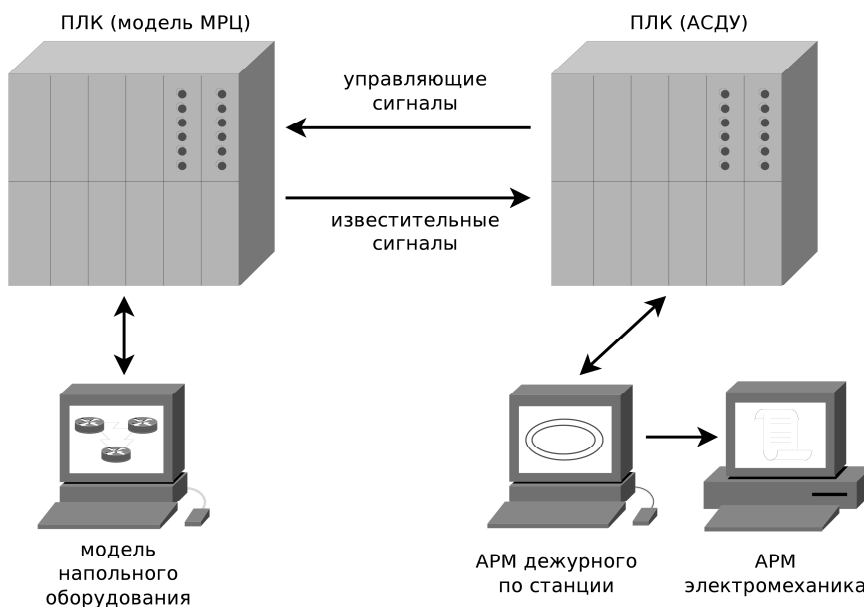 ПЛК (модель МРЦ)
ПЛК (АСДУ)
управляющие
сигналы
известительные
сигналы
модель
напольного
оборудования
АРМ дежурного
по станции
АРМ
электромеханика